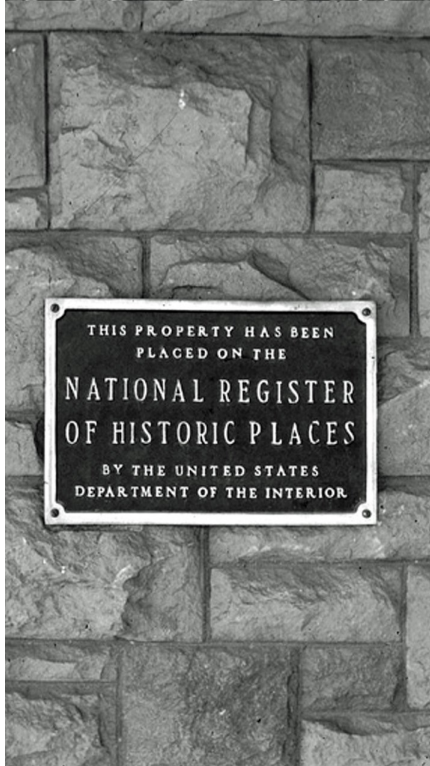 THIS PROPERTY HAS BEEN
PLACED ON THE
NATIONAL REGISTER
OF HISTORIC PLACES
BY THE UNITED STATES
DEPARTMENT OF THE INTERIOR